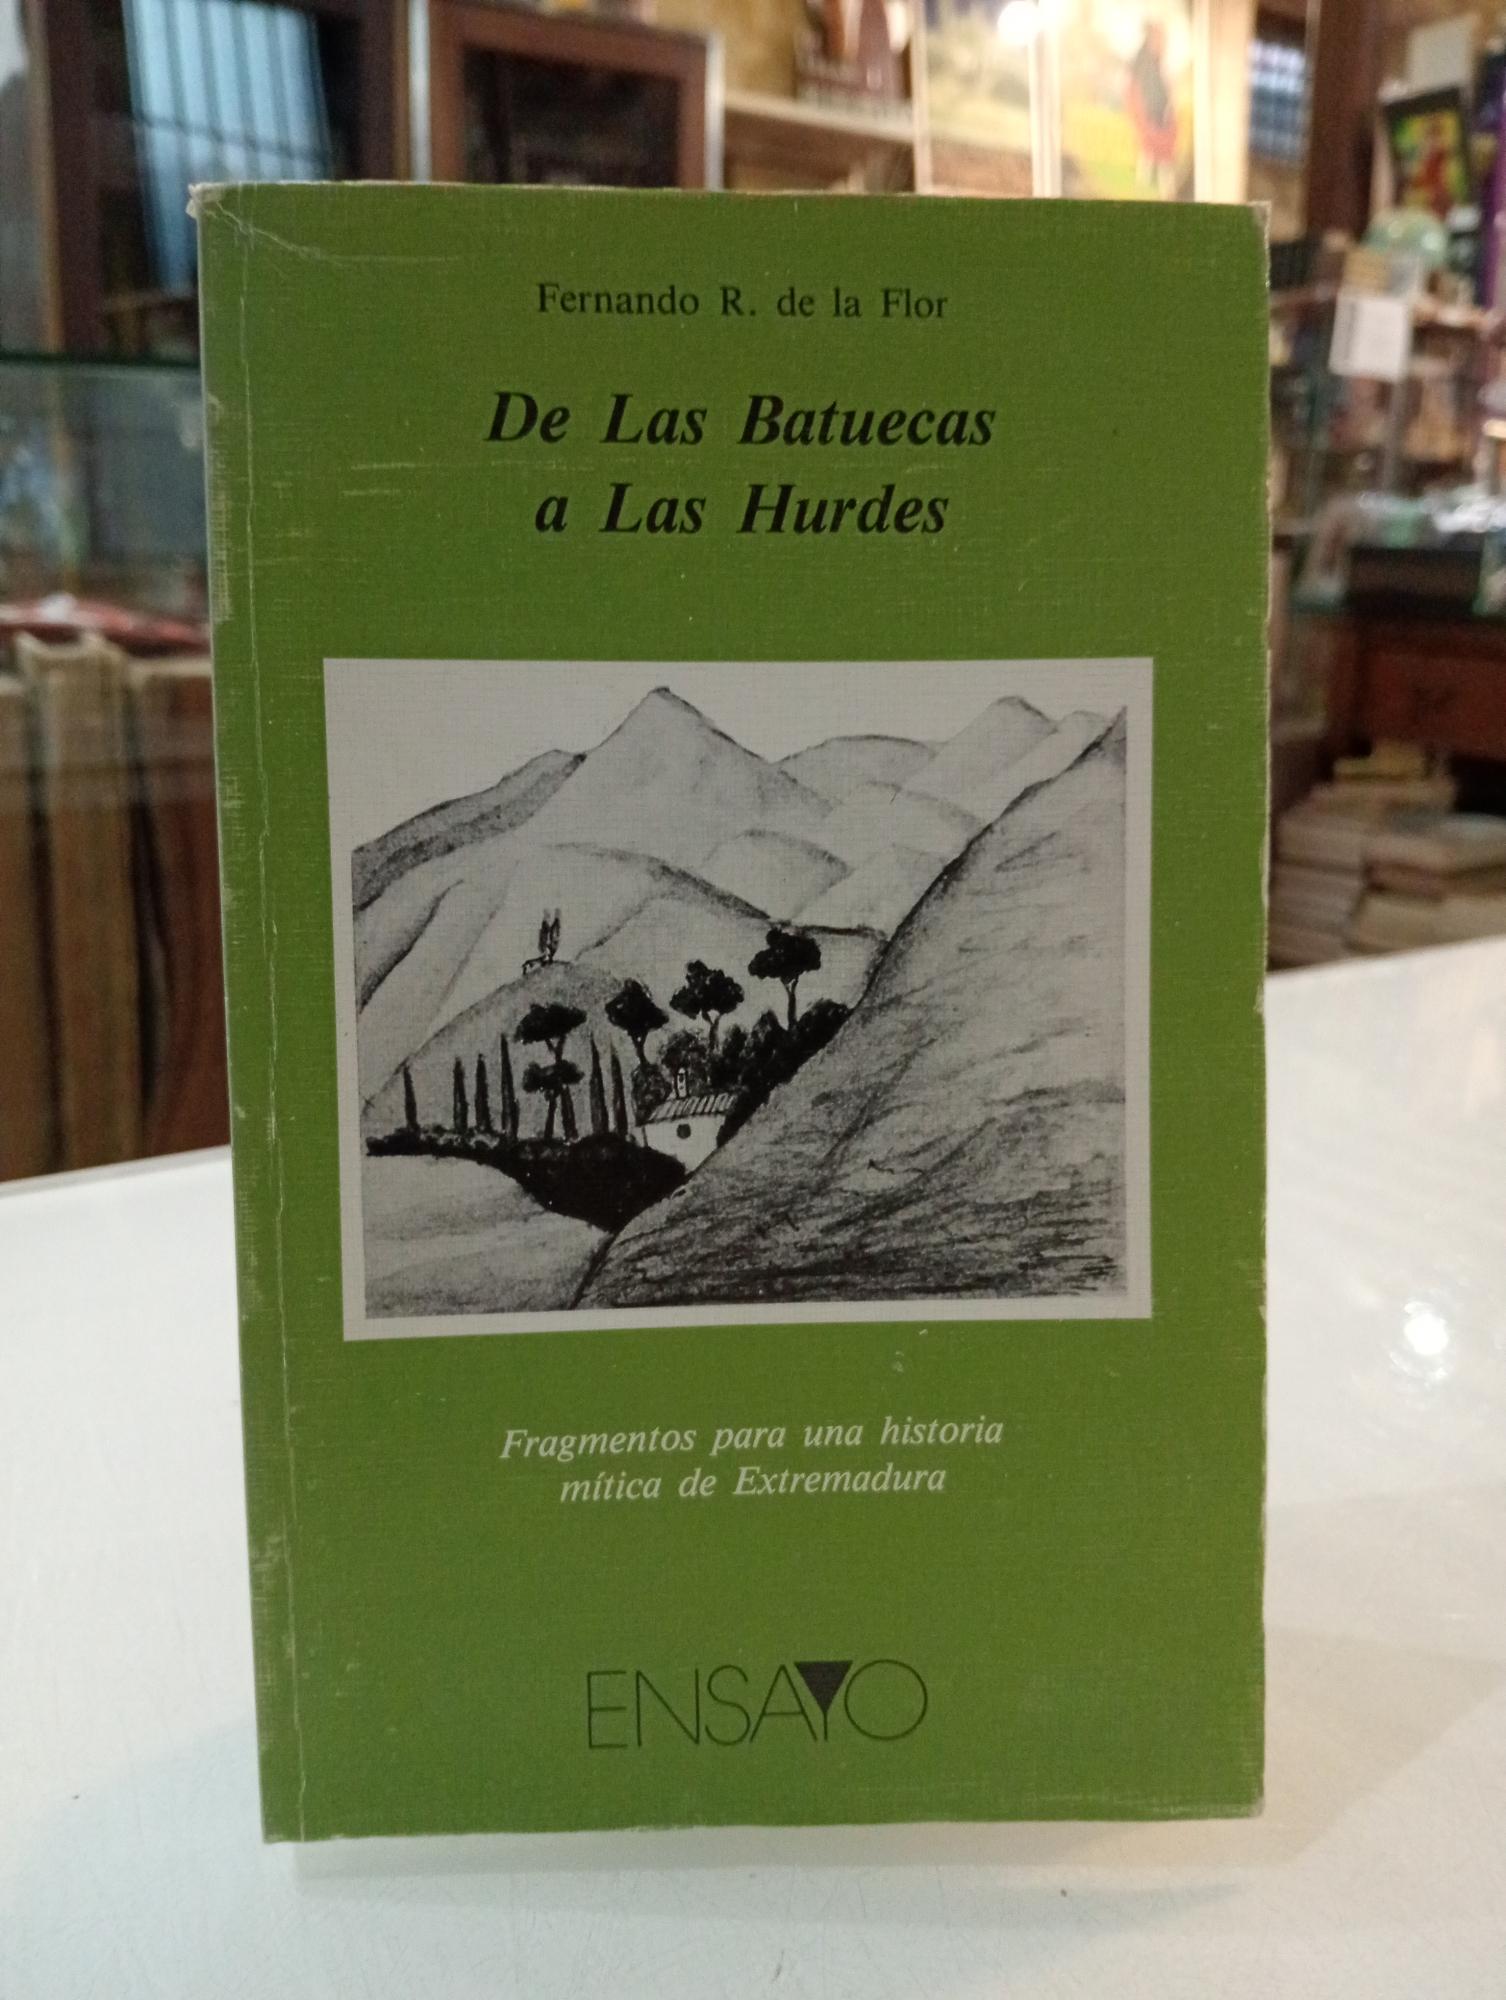 Fernando R. de la Flor
De Las Batuecas
a Las Hurdes
Fragmentos para una historia
mítica de Extremadura
ENSAYO